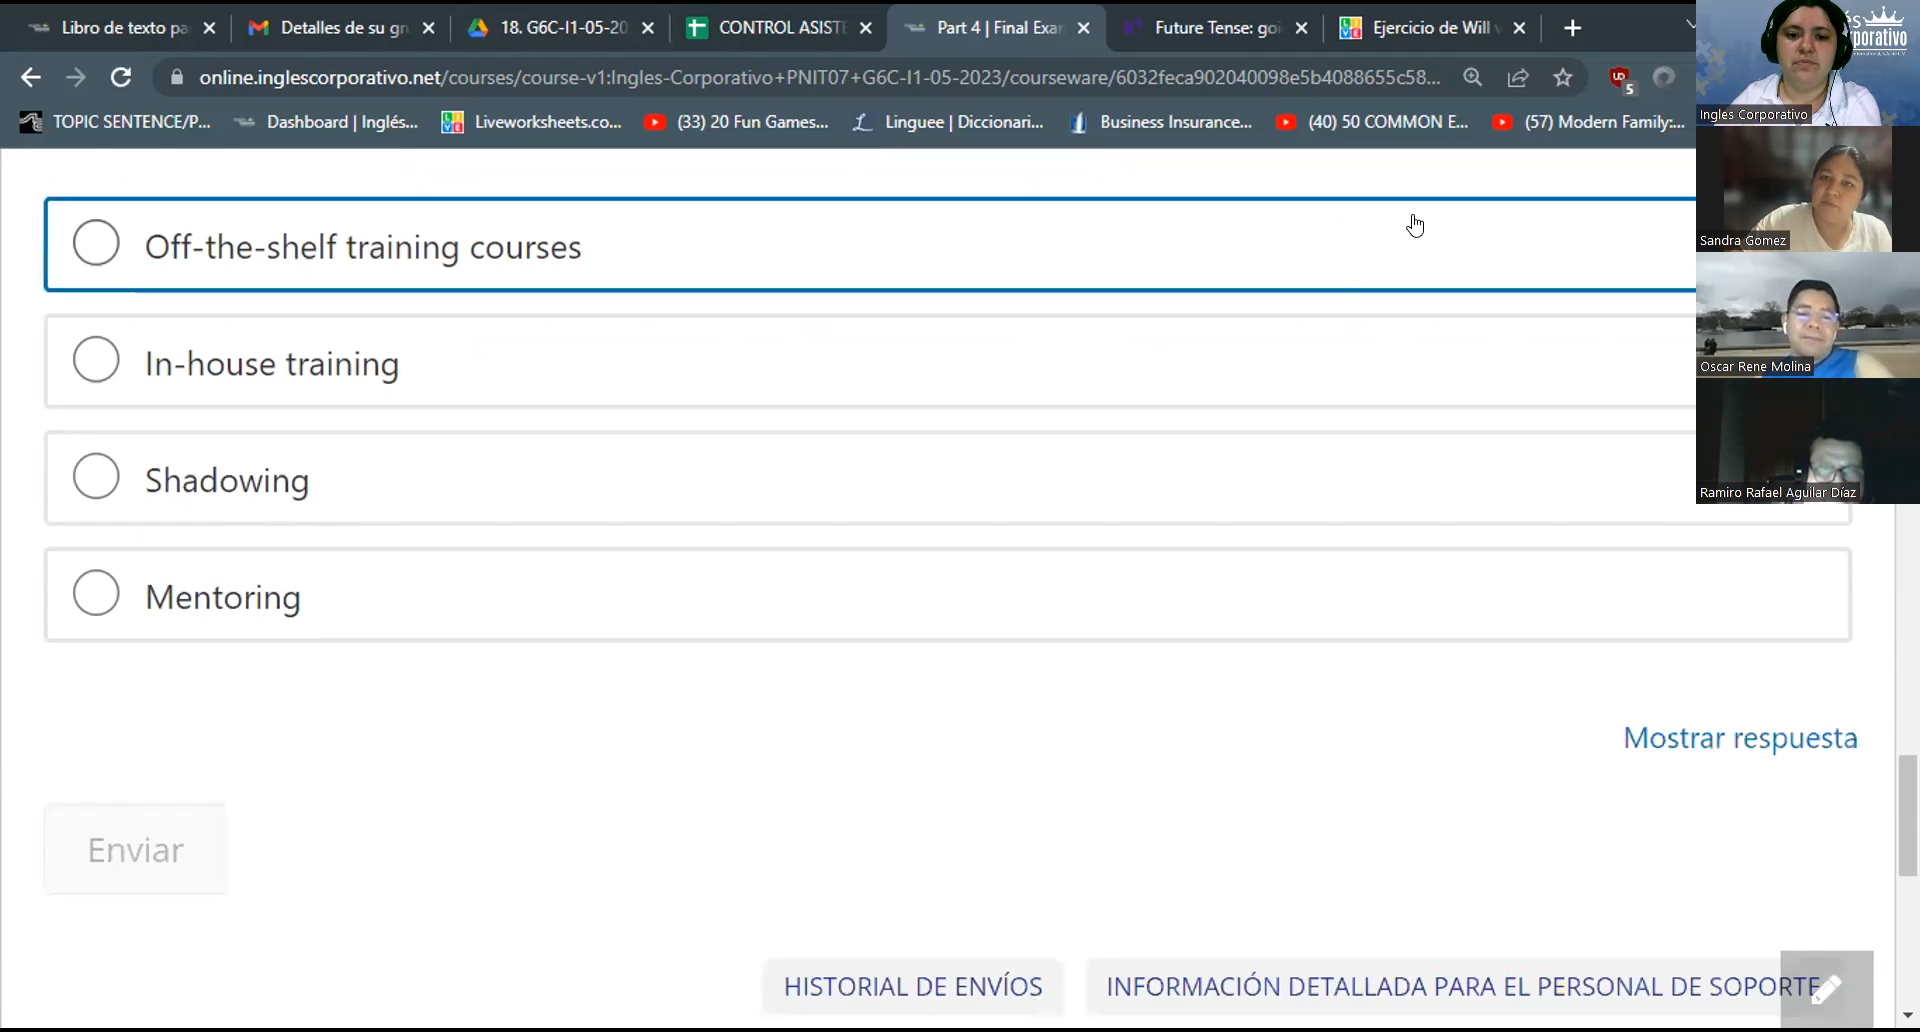 Libro de texto pa
Detalles de su gr
18. G6C-I1-05-20
CONTROL ASIST
Part 4 | Final Exa
Future Tense: goi
Ejercicio de Will v
online.inglescorporativo.net/courses/course-v1:Ingles-Corporativo+PNIT07+G6C-I1-05-2023/courseware/6032feca902040098e5b4088655c58...
5
TOPIC SENTENCE/P...
Dashboard | Inglés...
Liveworksheets.co...
(33) 20 Fun Games...
Linguee | Diccionari...
Business Insurance...
(40) 50 COMMON E...
(57) Modern Family:...
Ingles Corporativo
Sandra Gomez
Oscar Rene Molina
Ramiro Rafael Aguilar Díaz
Off-the-shelf training courses
In-house training
Shadowing
Mentoring
Mostrar respuesta
Enviar
HISTORIAL DE ENVÍOS
INFORMACIÓN DETALLADA PARA EL PERSONAL DE SOPORTE